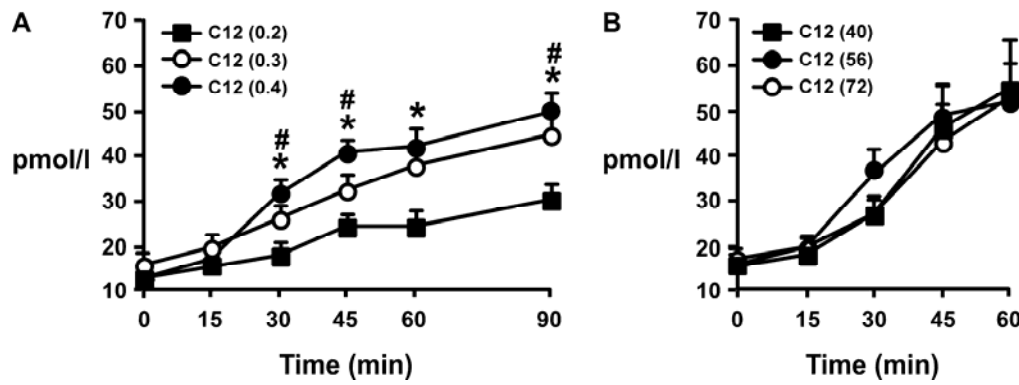 A
C12 (0.2)
C12 (0.3)
C12 (0.4)
pmol/l
70
60
50
40
30
20
10
#
*
#
*
*
#
*
0 15 30 45 60 90
Time (min)
B
C12 (40)
C12 (56)
C12 (72)
pmol/l
70
60
50
40
30
20
10
0 15 30 45 60
Time (min)